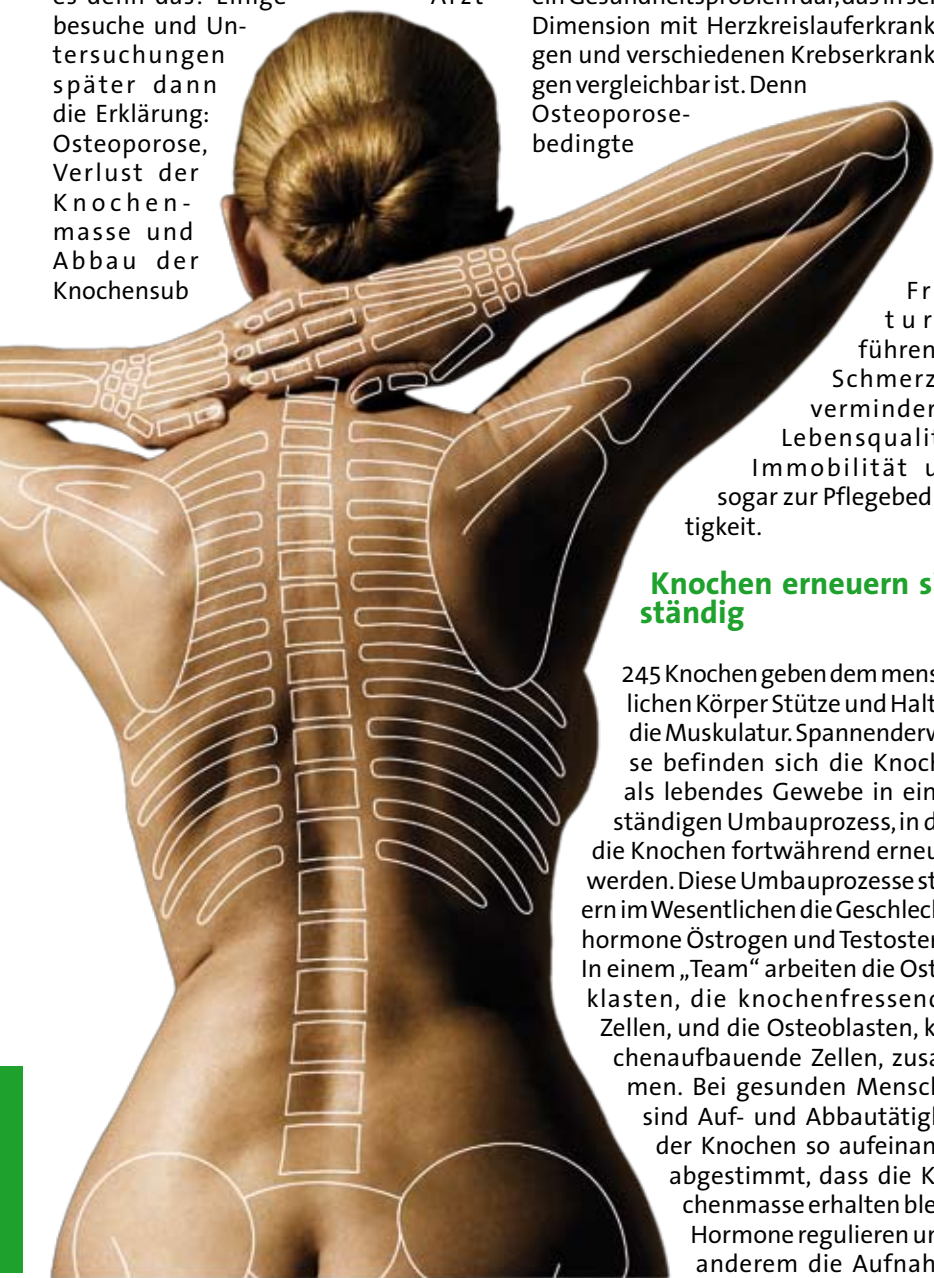 besuche und Un-
tersuchungen
später dann
die Erklärung:
Osteoporose,
Verlust der
Knochen-
masse und
Abbau der
Knochensub
Dimension mit Herzkreislauferkrank
gen und verschiedenen Krebserkrank
gen vergleichbar ist. Denn
Osteoporose-
bedingte
Fr
tur
führen
Schmerz
verminder
Lebensqualit
Immobilität u
sogar zur Pflegebed
tigkeit.
Knochen erneuern si
ständig
245 Knochen geben dem mens
lichen Körper Stütze und Halt
die Muskulatur. Spannenderw
se befinden sich die Knoch
als lebendes Gewebe in ein
ständigen Umbauprozess, in d
die Knochen fortwährend erneu
werden. Diese Umbauprozesse st
ern im Wesentlichen die Geschlech
hormone Östrogen und Testoster
In einem „Team“ arbeiten die Ost
klasten, die knochenfressend
Zellen, und die Osteoblasten, k
chenaufbauende Zellen, zusa
men. Bei gesunden Mensch
sind Auf- und Abbautätigk
der Knochen so aufeinan
abgestimmt, dass die K
chenmasse erhalten ble
Hormone regulieren un
anderem die Aufnah